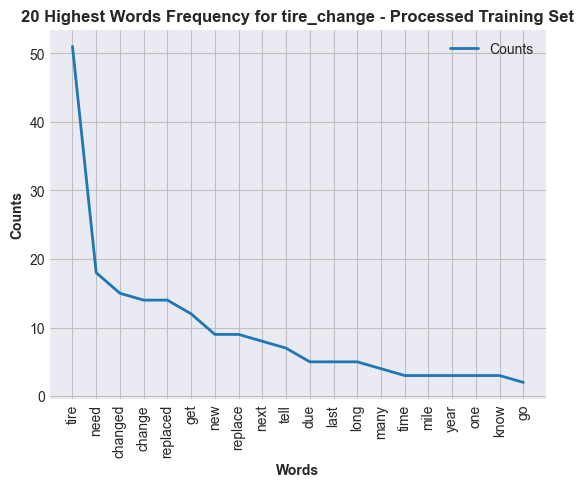 20 Highest Words Frequency for tire_change - Processed Training Set
Counts
50
40
30
20
10
0
Counts
tire
need
changed
change
replaced
get
new
replace
next
tell
due
last
long
many
time
mile
year
one
know
go
Words